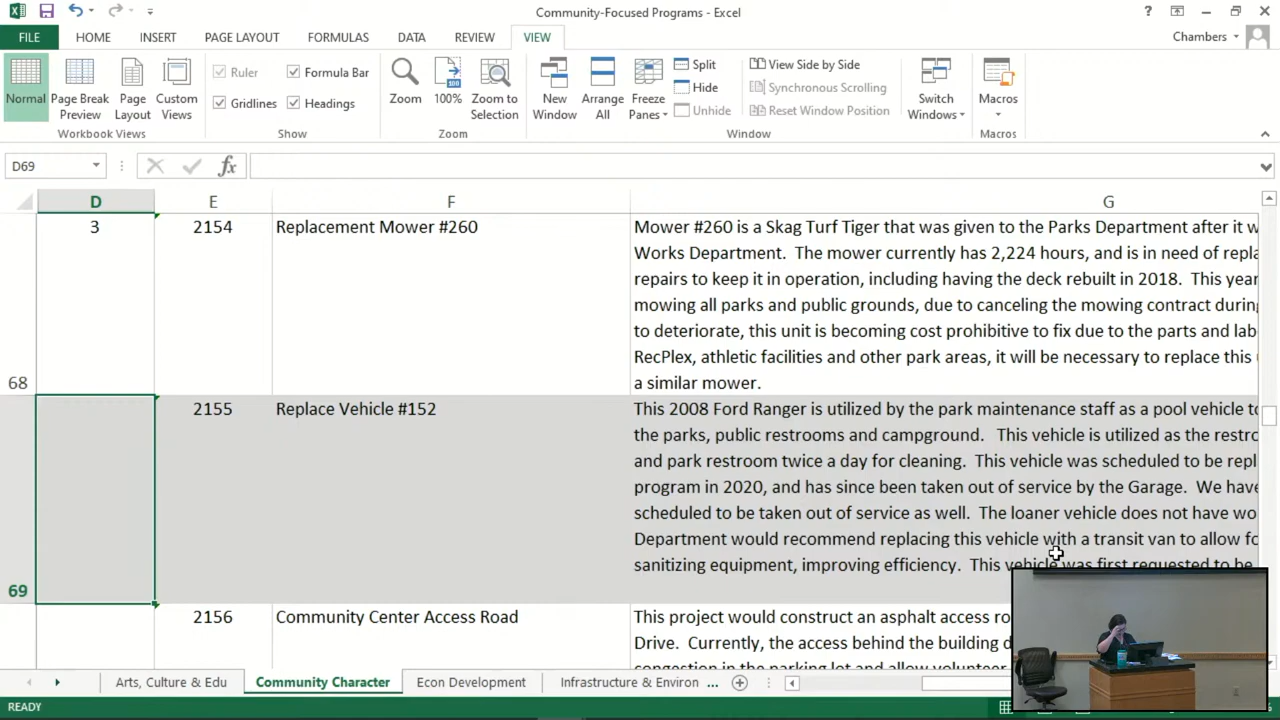 Community-Focused Programs - Excel
FILE HOME INSERT PAGE LAYOUT FORMULAS DATA REVIEW VIEW Chambers
Normal Page Break Preview Page Layout Custom Views
Ruler Formula Bar
Gridlines Headings
Zoom 100% Zoom to Selection
New Window Arrange All Freeze Panes
Split
Hide
Unhide
View Side by Side
Synchronous Scrolling
Reset Window Position
Switch Windows Macros
Workbook Views Show Zoom Window Macros
D69 fx
D E F G
3 2154 Replacement Mower #260 Mower #260 is a Skag Turf Tiger that was given to the Parks Department after it w
Works Department. The mower currently has 2,224 hours, and is in need of repla
repairs to keep it in operation, including having the deck rebuilt in 2018. This year
mowing all parks and public grounds, due to canceling the mowing contract during
to deteriorate, this unit is becoming cost prohibitive to fix due to the parts and lab
RecPlex, athletic facilities and other park areas, it will be necessary to replace this
68 a similar mower.
2155 Replace Vehicle #152 This 2008 Ford Ranger is utilized by the park maintenance staff as a pool vehicle to
the parks, public restrooms and campground. This vehicle is utilized as the restro
and park restroom twice a day for cleaning. This vehicle was scheduled to be repl
program in 2020, and has since been taken out of service by the Garage. We have
scheduled to be taken out of service as well. The loaner vehicle does not have wo
Department would recommend replacing this vehicle with a transit van to allow fo
sanitizing equipment, improving efficiency. This vehicle was first requested to be
69
2156 Community Center Access Road This project would construct an asphalt access ro
Drive. Currently, the access behind the building d
congestion in the parking lot and allow volunteer
Arts, Culture & Edu Community Character Econ Development Infrastructure & Environ ...
READY